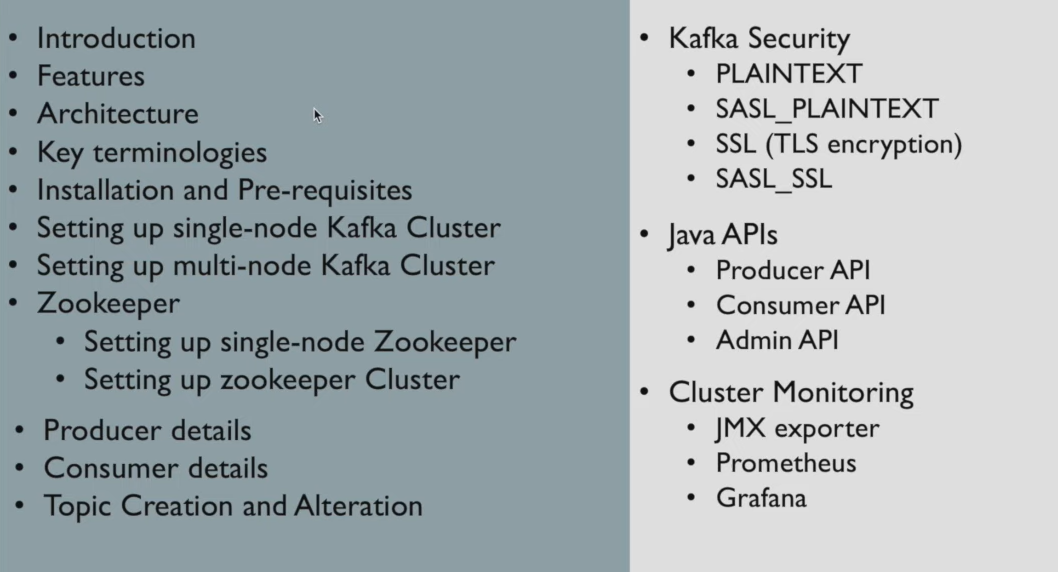 • Introduction
• Features
• Architecture
• Key terminologies
• Installation and Pre-requisites
• Setting up single-node Kafka Cluster
• Setting up multi-node Kafka Cluster
• Zookeeper
• Setting up single-node Zookeeper
• Setting up zookeeper Cluster
• Producer details
• Consumer details
• Topic Creation and Alteration
• Kafka Security
• PLAINTEXT
• SASL_PLAINTEXT
• SSL (TLS encryption)
• SASL_SSL
• Java APIs
• Producer API
• Consumer API
• Admin API
• Cluster Monitoring
• JMX exporter
• Prometheus
• Grafana